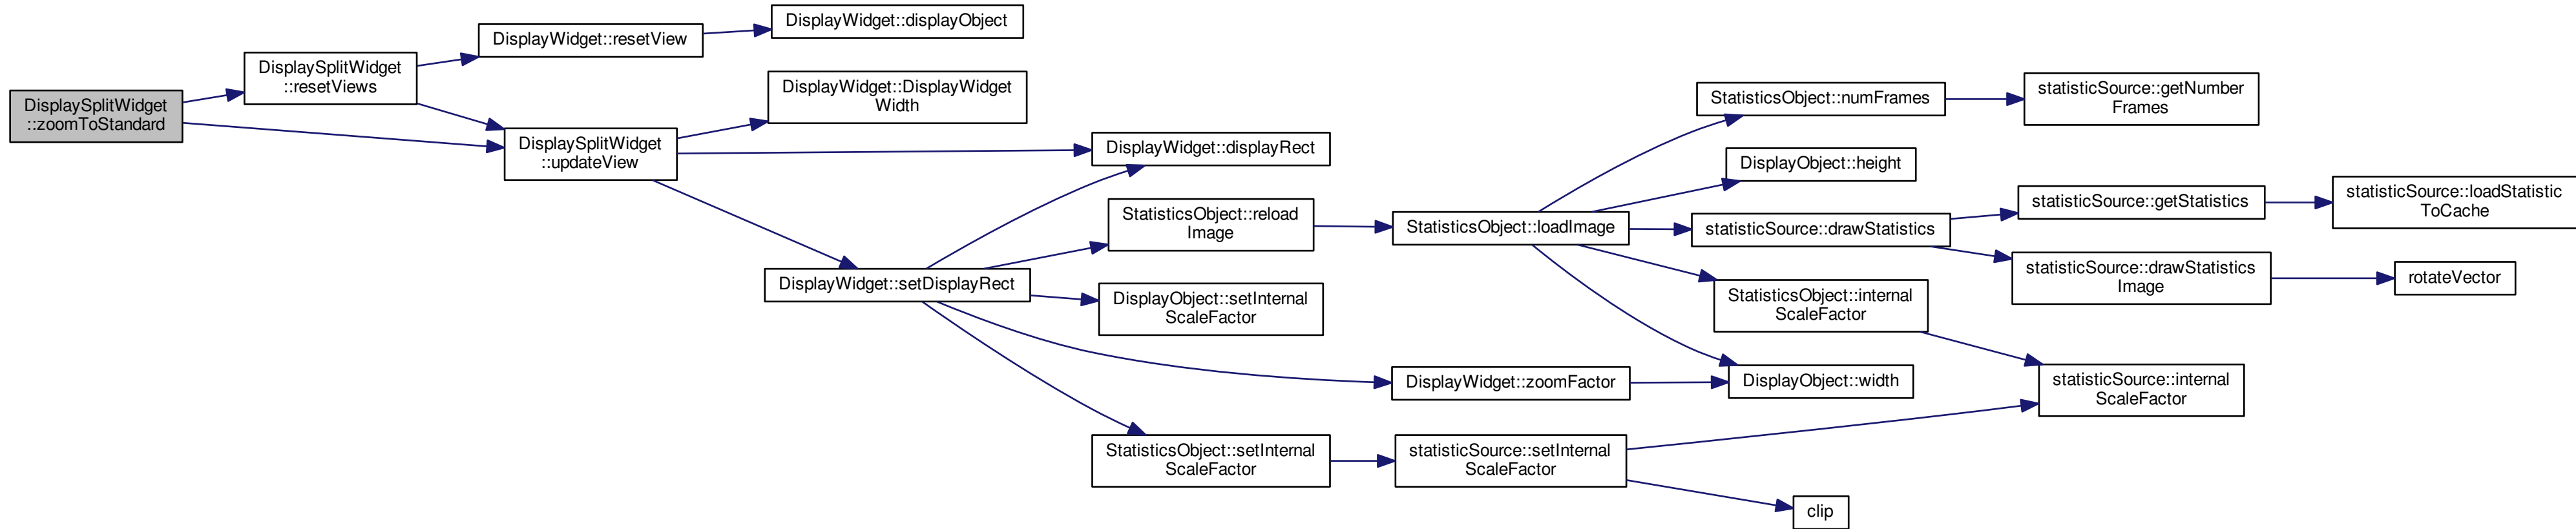 DisplaySplitWidget
::zoomToStandard
DisplaySplitWidget
::resetViews
DisplayWidget::resetView
DisplayWidget::displayObject
DisplaySplitWidget
::updateView
DisplayWidget::DisplayWidget
Width
DisplayWidget::displayRect
DisplayWidget::setDisplayRect
StatisticsObject::reload
Image
DisplayObject::setInternal
ScaleFactor
DisplayWidget::zoomFactor
StatisticsObject::setInternal
ScaleFactor
StatisticsObject::loadImage
statisticSource::setInternal
ScaleFactor
StatisticsObject::numFrames
DisplayObject::height
statisticSource::drawStatistics
StatisticsObject::internal
ScaleFactor
DisplayObject::width
clip
statisticSource::getNumber
Frames
statisticSource::getStatistics
statisticSource::drawStatistics
Image
statisticSource::internal
ScaleFactor
statisticSource::loadStatistic
ToCache
rotateVector